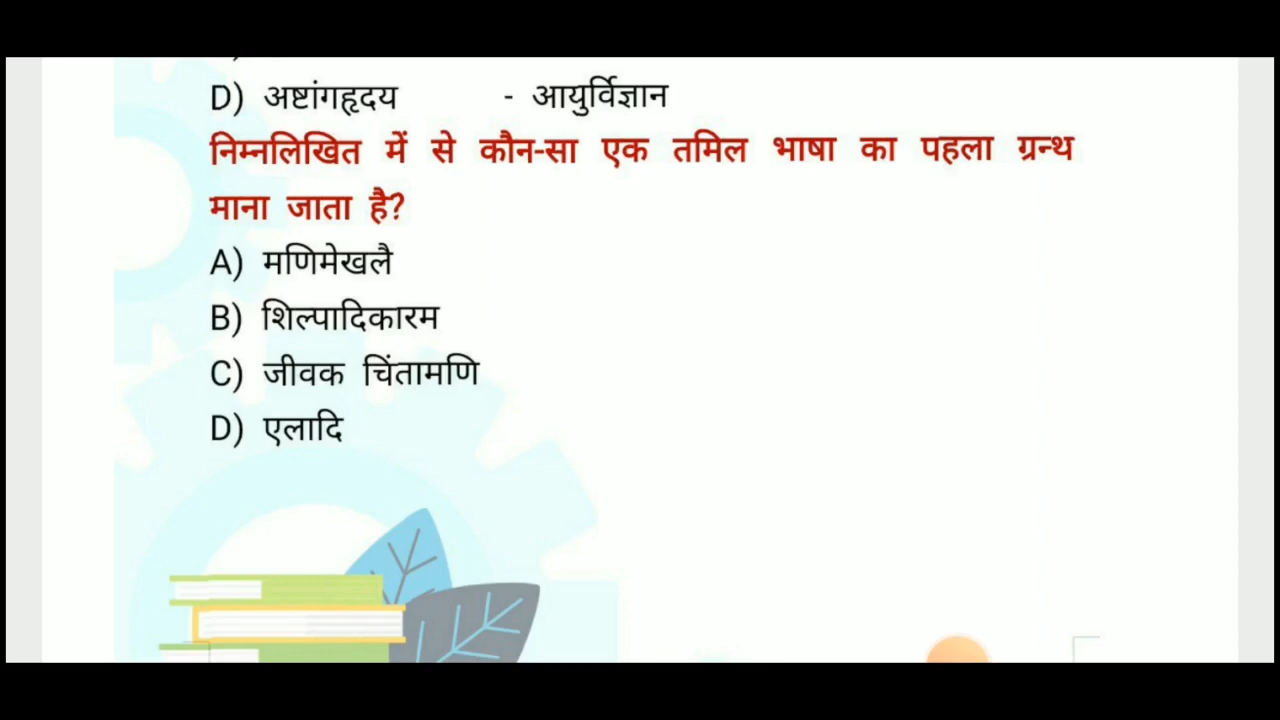 D) अष्टांगहृदय - आयुर्विज्ञान
निम्नलिखित में से कौन-सा एक तमिल भाषा का पहला ग्रन्थ
माना जाता है?
A) मणिमेखलै
B) शिल्पादिकारम
C) जीवक चिंतामणि
D) एलादि